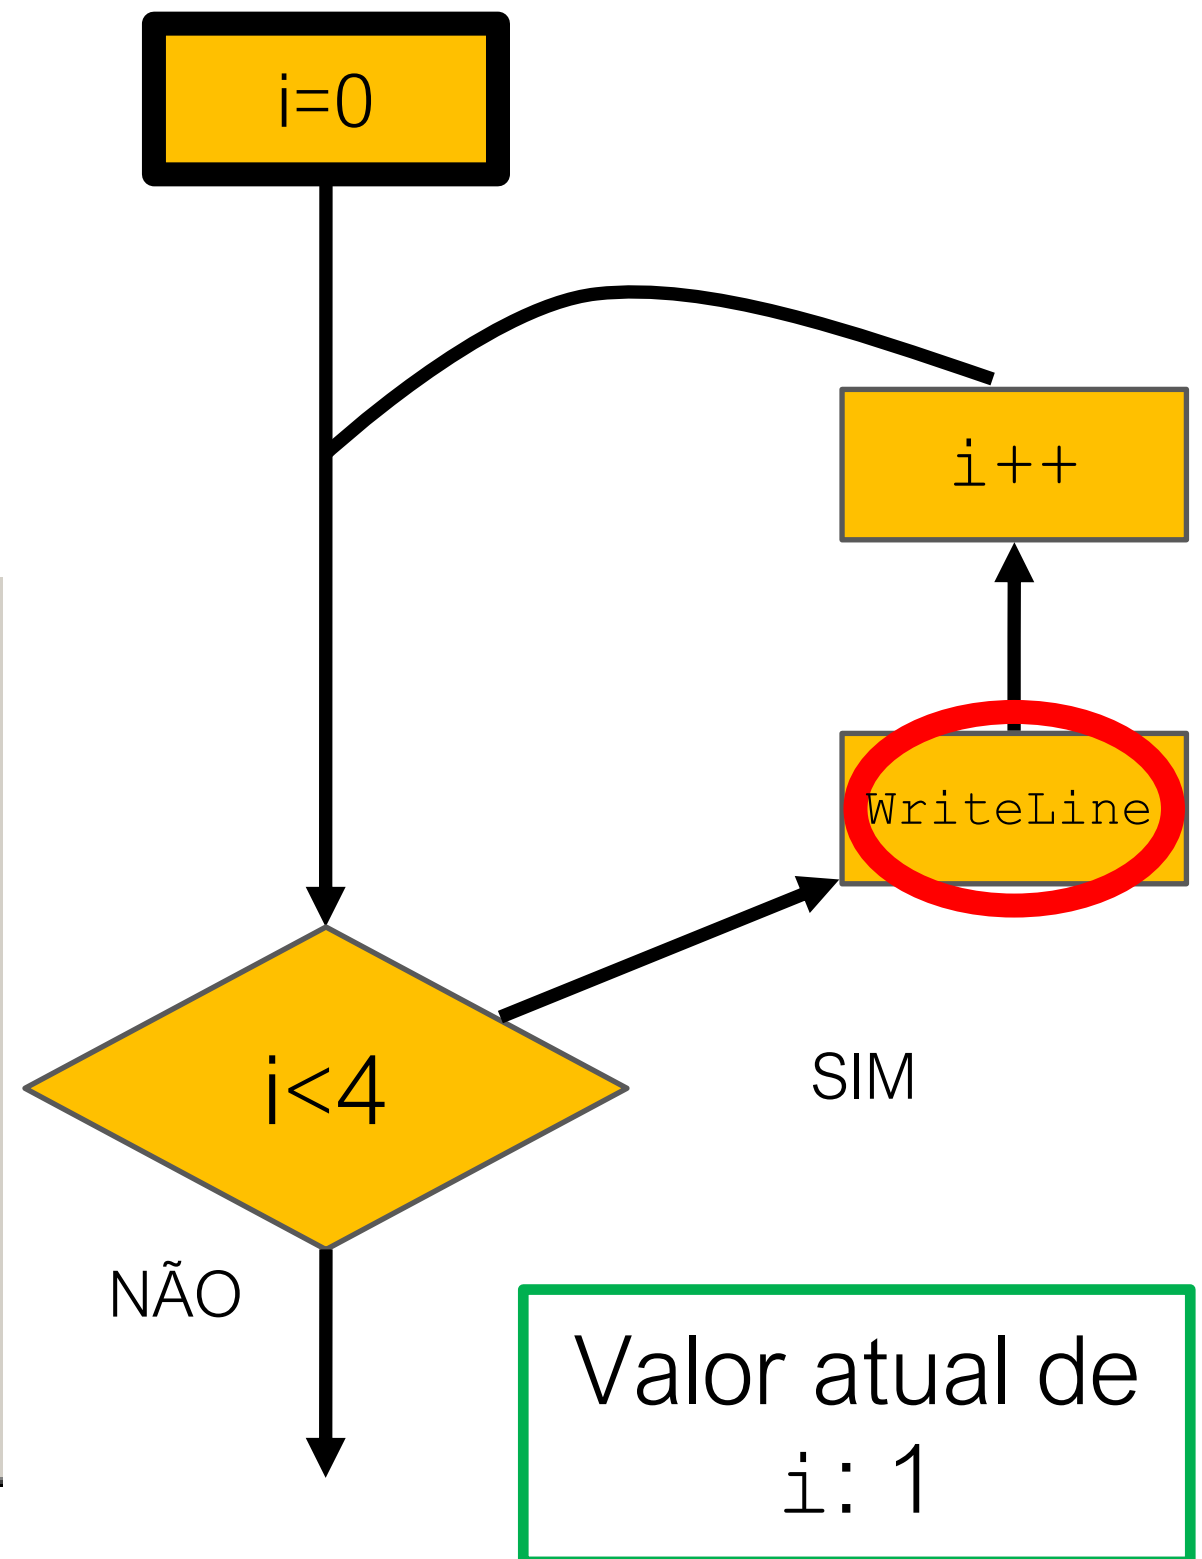 i=0
i++
WriteLine
i<4
SIM
NÃO
Valor atual de
i: 1